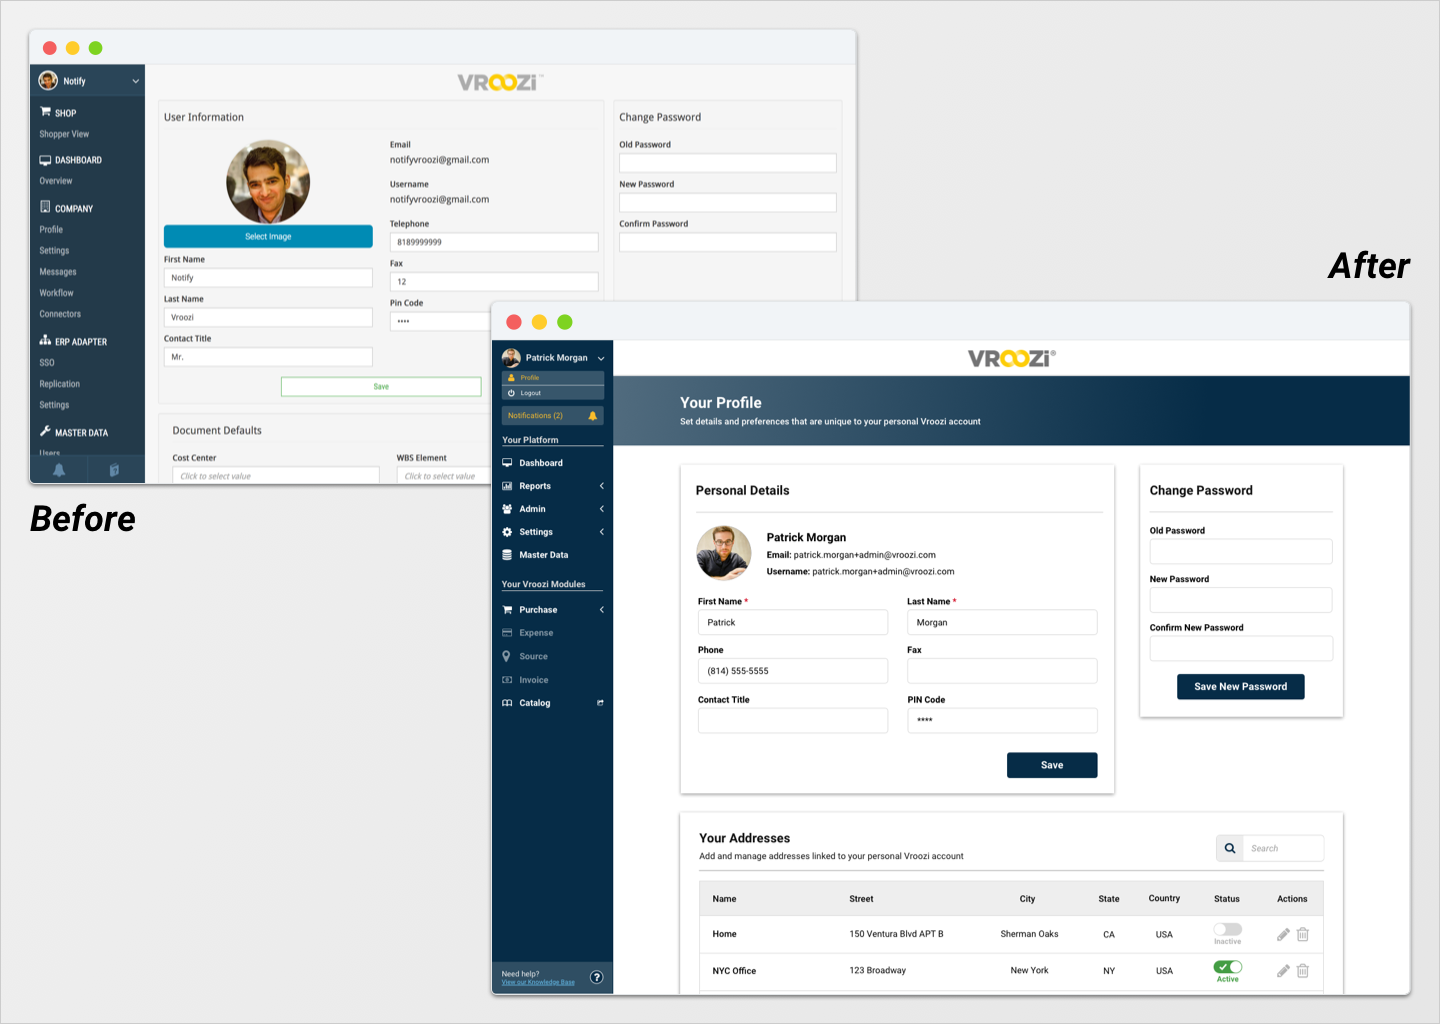 Notify
VROOZI™
SHOP
Shopper View
DASHBOARD
Overview
COMPANY
Profile
Settings
Messages
Workflow
Connectors
ERP ADAPTER
SSO
Replication
Settings
MASTER DATA
Users
User Information
Select Image
First Name
Notify
Last Name
Vroozi
Contact Title
Mr.
Email
notifyvroozi@gmail.com
Username
notifyvroozi@gmail.com
Telephone
8189999999
Fax
12
Pin Code
••••
Save
Change Password
Old Password
New Password
Confirm Password
Document Defaults
Cost Center
Click to select value
WBS Element
Click to select value
Before
After
Patrick Morgan
Profile
Logout
Notifications (2)
Your Platform
Dashboard
Reports
Admin
Settings
Master Data
Your Vroozi Modules
Purchase
Expense
Source
Invoice
Catalog
Need help?
View our Knowledge Base
?
VROOZI®
Your Profile
Set details and preferences that are unique to your personal Vroozi account
Personal Details
Patrick Morgan
Email: patrick.morgan+admin@vroozi.com
Username: patrick.morgan+admin@vroozi.com
First Name *
Patrick
Last Name *
Morgan
Phone
(814) 555-5555
Fax
Contact Title
PIN Code
****
Save
Change Password
Old Password
New Password
Confirm New Password
Save New Password
Your Addresses
Add and manage addresses linked to your personal Vroozi account
Search
Name Street City State Country Status Actions
Home 150 Ventura Blvd APT B Sherman Oaks CA USA Inactive
NYC Office 123 Broadway New York NY USA Active